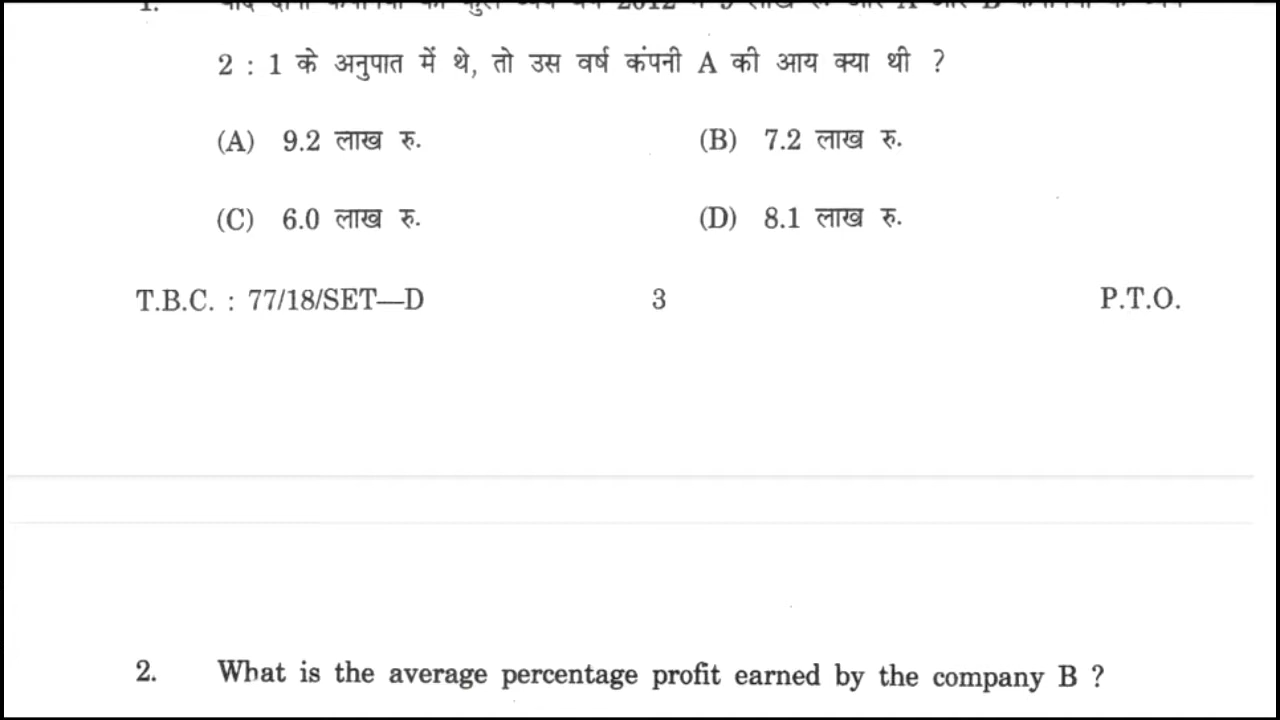 2 : 1 के अनुपात में थे, तो उस वर्ष कंपनी A की आय क्या थी ?
(A) 9.2 लाख रु.
(B) 7.2 लाख रु.
(C) 6.0 लाख रु.
(D) 8.1 लाख रु.
T.B.C. : 77/18/SET—D 3 P.T.O.
2. What is the average percentage profit earned by the company B ?